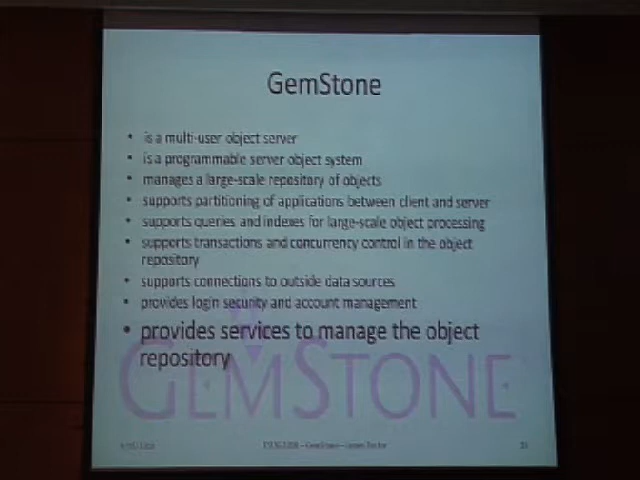 GemStone
• is a multi-user object server
• is a programmable server object system
• manages a large-scale repository of objects
• supports partitioning of applications between client and server
• supports queries and indexes for large-scale object processing
• supports transactions and concurrency control in the object
repository
• supports connections to outside data sources
• provides login security and account management
• provides services to manage the object
repository
GEMSTONE